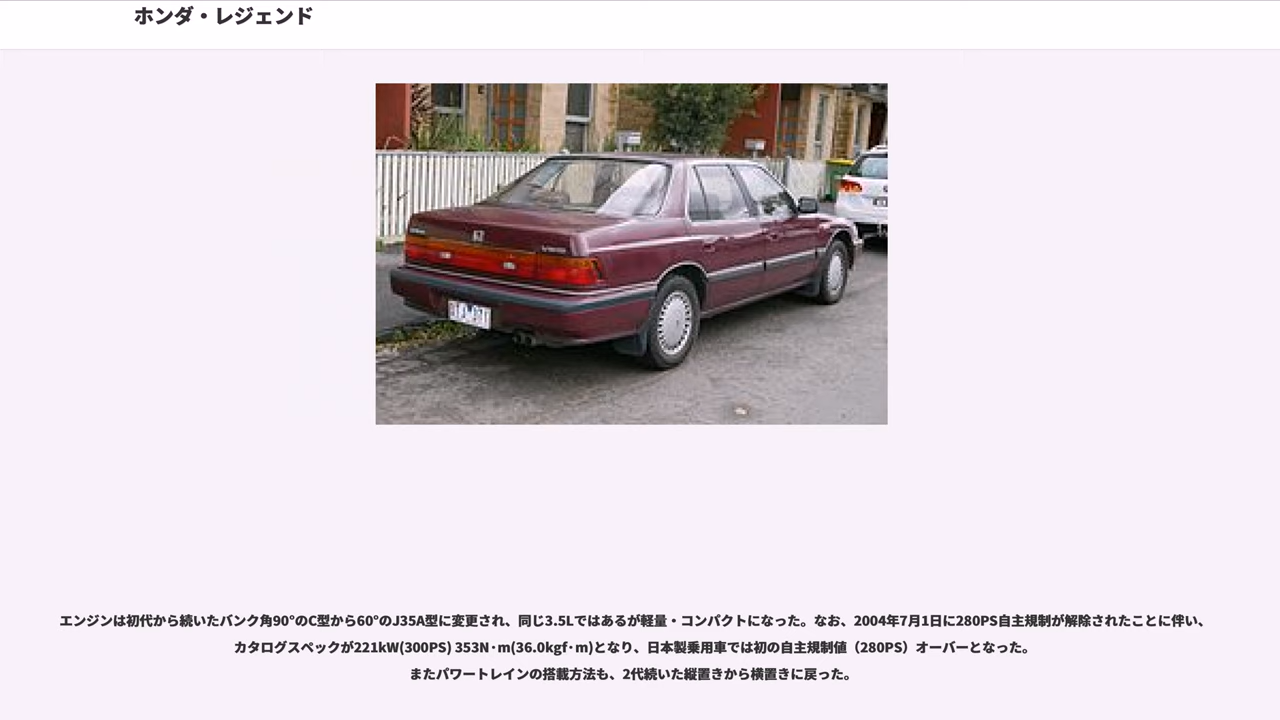 ホンダ・レジェンド
エンジンは初代から続いたバンク角90°のC型から60°のJ35A型に変更され、同じ3.5Lではあるが軽量・コンパクトになった。なお、2004年7月1日に280PS自主規制が解除されたことに伴い、
カタログスペックが221kW(300PS) 353N·m(36.0kgf·m)となり、日本製乗用車では初の自主規制値（280PS）オーバーとなった。
またパワートレインの搭載方法も、2代続いた縦置きから横置きに戻った。